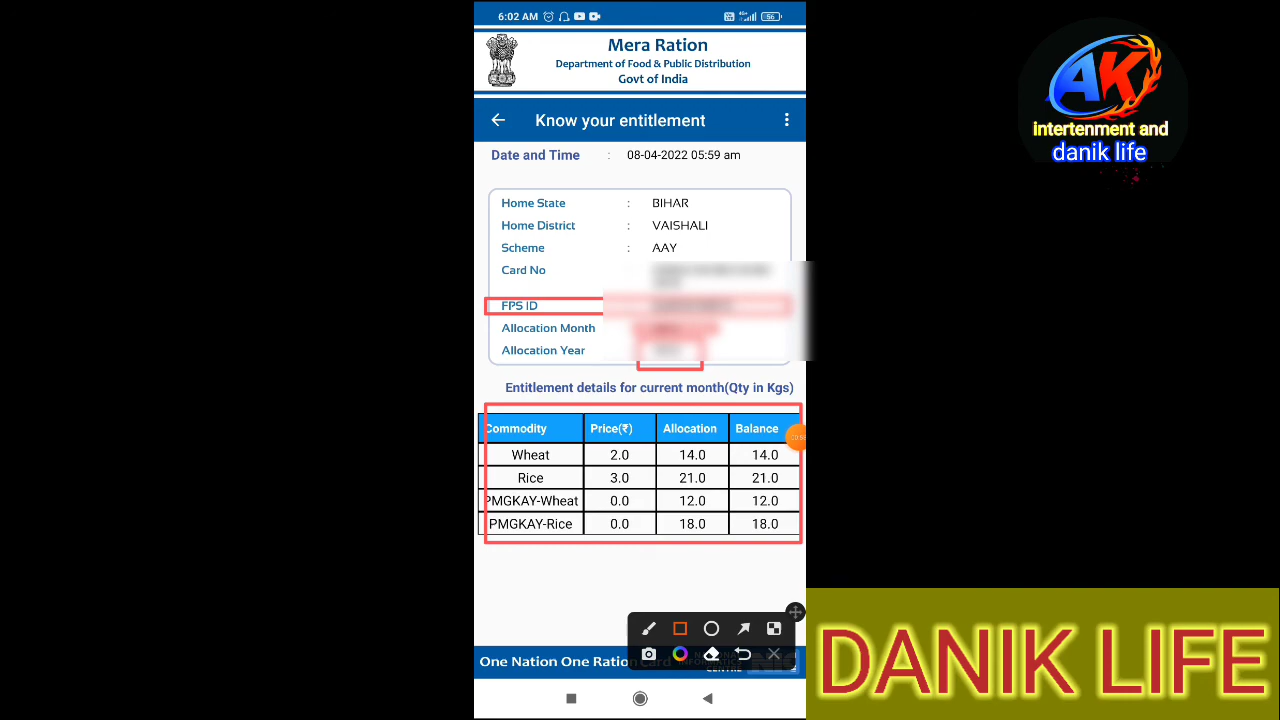 6:02 AM
56
Mera Ration
Department of Food & Public Distribution
Govt of India
Know your entitlement
Date and Time : 08-04-2022 05:59 am
Home State : BIHAR
Home District : VAISHALI
Scheme : AAY
Card No
FPS ID
Allocation Month
Allocation Year
Entitlement details for current month(Qty in Kgs)
Commodity Price(₹) Allocation Balance
Wheat 2.0 14.0 14.0
Rice 3.0 21.0 21.0
PMGKAY-Wheat 0.0 12.0 12.0
PMGKAY-Rice 0.0 18.0 18.0
One Nation One Ration Card
CENTRE
AK
intertenment and
danik life
DANIK LIFE